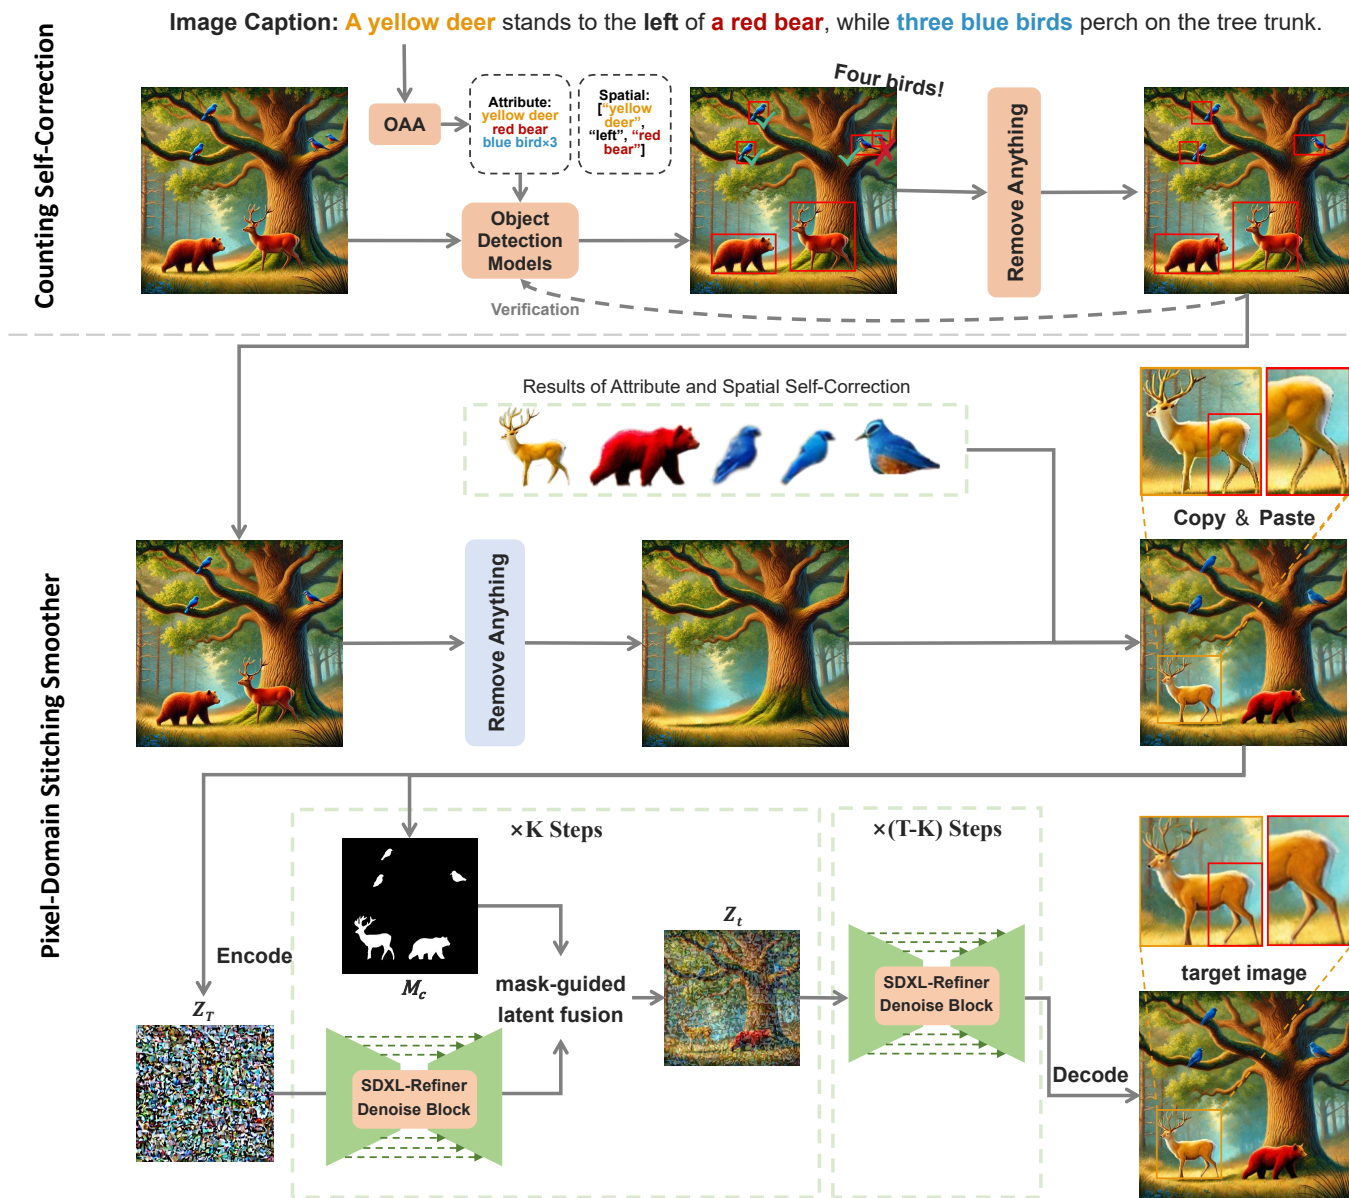 Image Caption: A yellow deer stands to the left of a red bear, while three blue birds perch on the tree trunk.
Counting Self-Correction
OAA
Attribute:
yellow deer
red bear
blue bird×3
Spatial:
[“yellow
deer”,
“left”, “red
bear”]
Four birds!
Object
Detection
Models
Remove Anything
Verification
Pixel-Domain Stitching Smoother
Results of Attribute and Spatial Self-Correction
Copy & Paste
Remove Anything
×K Steps
×(T-K) Steps
Encode
Z_T
M_c
mask-guided
latent fusion
Z_t
SDXL-Refiner
Denoise Block
SDXL-Refiner
Denoise Block
Decode
target image